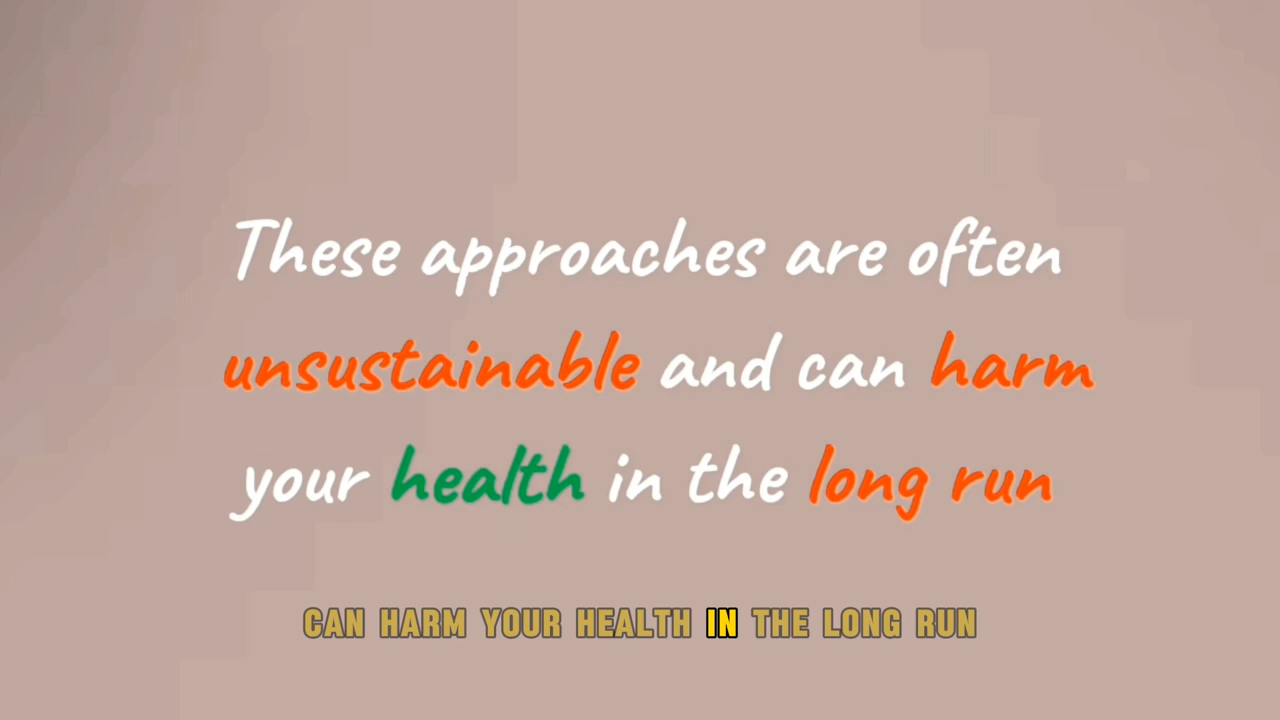 These approaches are often
unsustainable and can harm
your health in the long run
CAN HARM YOUR HEALTH IN THE LONG RUN